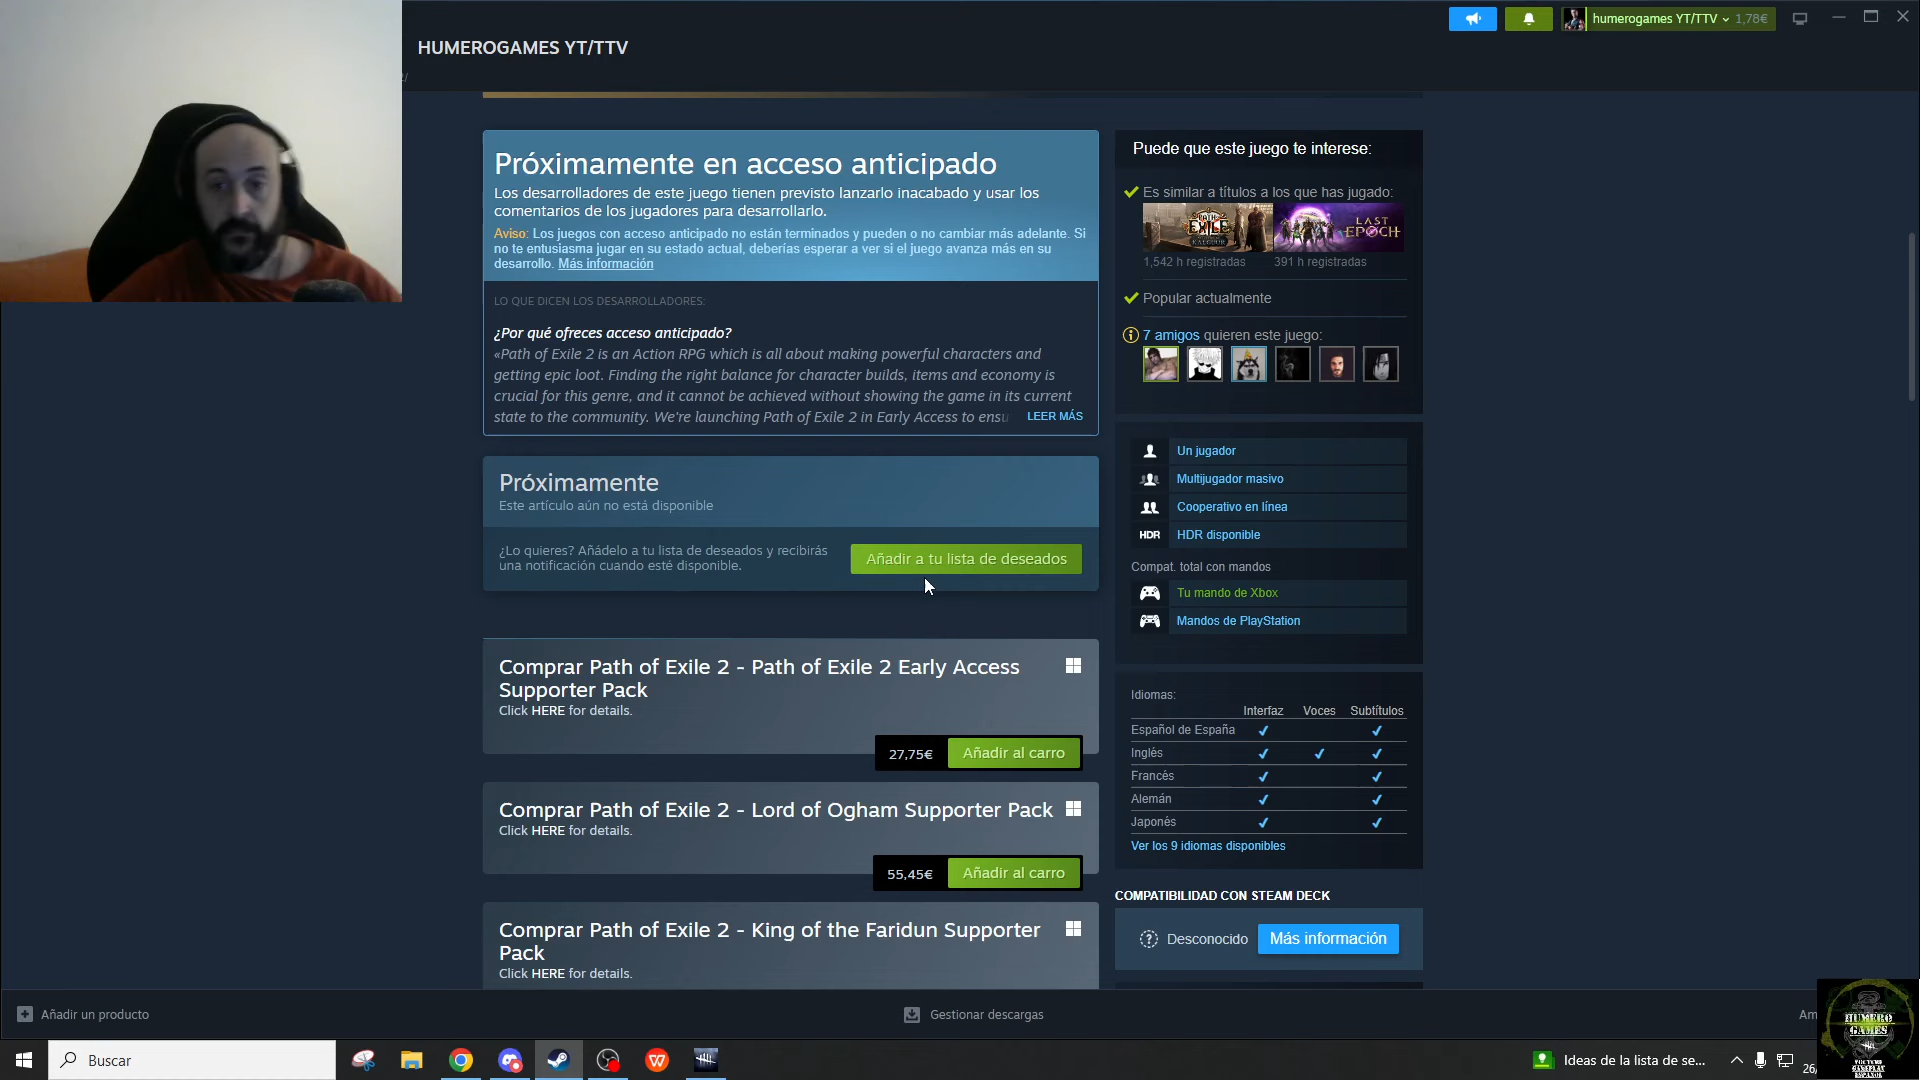 humerogames YT/TTV
1,78€
HUMEROGAMES YT/TTV
Próximamente en acceso anticipado
Los desarrolladores de este juego tienen previsto lanzarlo inacabado y usar los
comentarios de los jugadores para desarrollarlo.
Aviso: Los juegos con acceso anticipado no están terminados y pueden o no cambiar más adelante. Si
no te entusiasma jugar en su estado actual, deberías esperar a ver si el juego avanza más en su
desarrollo. Más información
LO QUE DICEN LOS DESARROLLADORES:
¿Por qué ofreces acceso anticipado?
«Path of Exile 2 is an Action RPG which is all about making powerful characters and
getting epic loot. Finding the right balance for character builds, items and economy is
crucial for this genre, and it cannot be achieved without showing the game in its current
state to the community. We're launching Path of Exile 2 in Early Access to ensu
LEER MÁS
Próximamente
Este artículo aún no está disponible
¿Lo quieres? Añádelo a tu lista de deseados y recibirás
una notificación cuando esté disponible.
Añadir a tu lista de deseados
Comprar Path of Exile 2 - Path of Exile 2 Early Access
Supporter Pack
Click HERE for details.
27,75€
Añadir al carro
Comprar Path of Exile 2 - Lord of Ogham Supporter Pack
Click HERE for details.
55,45€
Añadir al carro
Comprar Path of Exile 2 - King of the Faridun Supporter
Pack
Click HERE for details.
Puede que este juego te interese:
Es similar a títulos a los que has jugado:
PATH OF EXILE
LAST EPOCH
1,542 h registradas
391 h registradas
Popular actualmente
7 amigos quieren este juego:
Un jugador
Multijugador masivo
Cooperativo en línea
HDR
HDR disponible
Compat. total con mandos
Tu mando de Xbox
Mandos de PlayStation
Idiomas:
Interfaz Voces Subtítulos
Español de España
Inglés
Francés
Alemán
Japonés
Ver los 9 idiomas disponibles
COMPATIBILIDAD CON STEAM DECK
Desconocido
Más información
Añadir un producto
Gestionar descargas
Am
Buscar
Ideas de la lista de se...
26/
HUMERO
GAMES